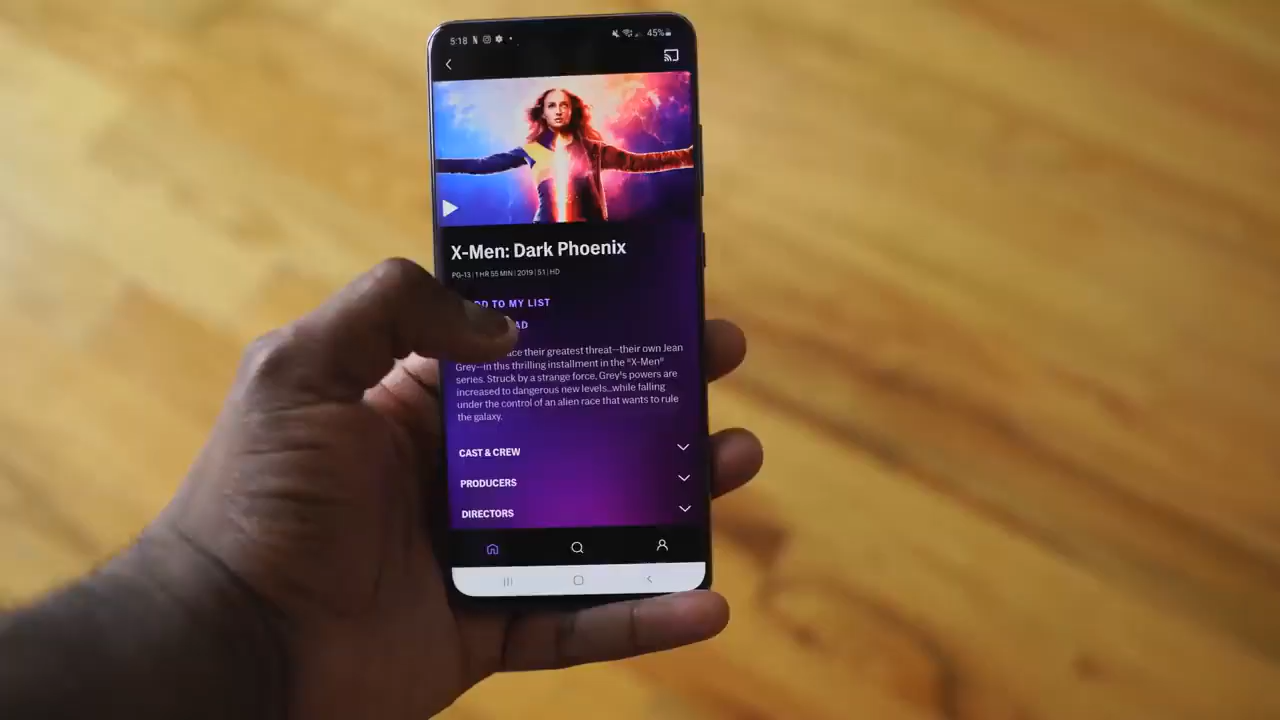 5:18 45%
X-Men: Dark Phoenix
PG-13 | 1 HR 55 MIN | 2019 | 5.1 | HD
DD TO MY LIST
AD
ace their greatest threat--their own Jean
Grey--in this thrilling installment in the "X-Men"
series. Struck by a strange force, Grey's powers are
increased to dangerous new levels...while falling
under the control of an alien race that wants to rule
the galaxy.
CAST & CREW
PRODUCERS
DIRECTORS